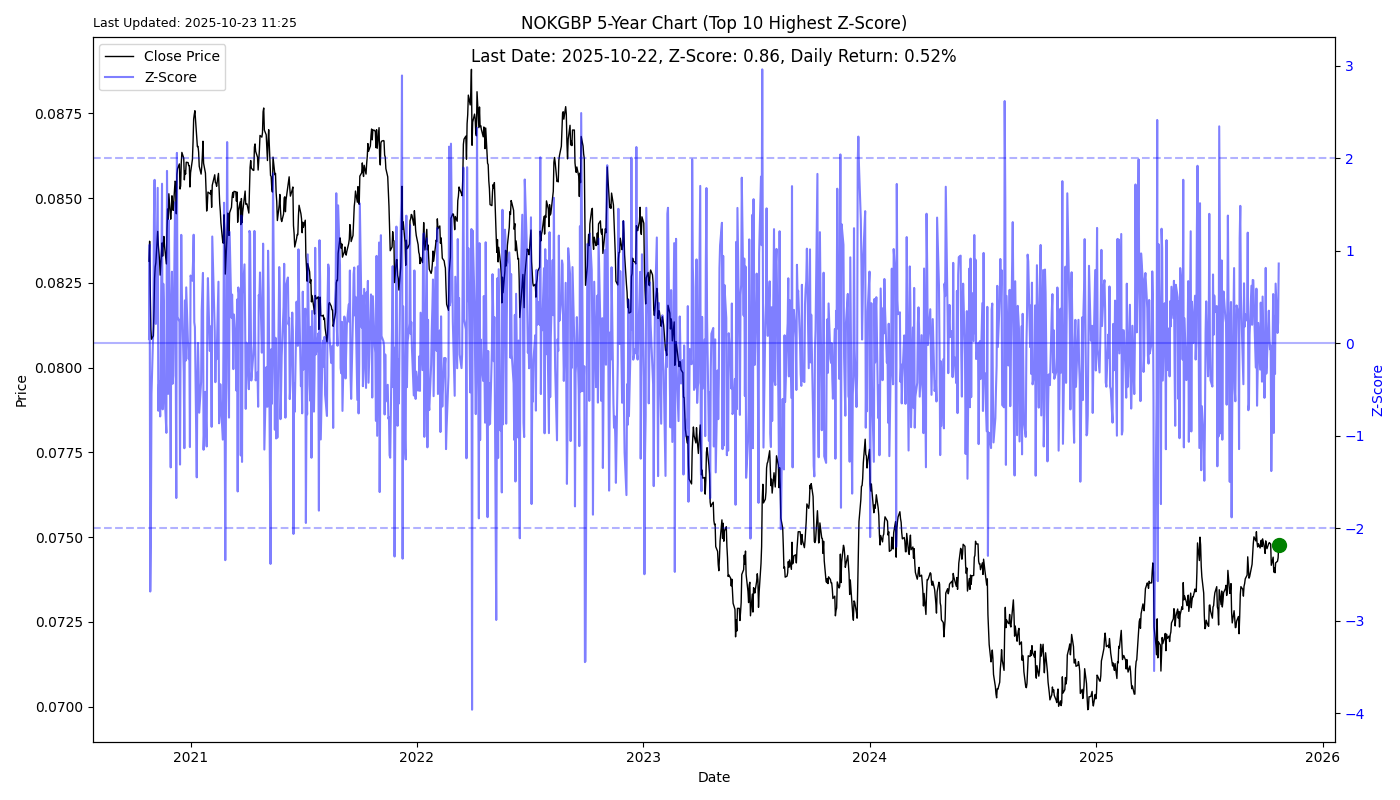 Last Updated: 2025-10-23 11:25
NOKGBP 5-Year Chart (Top 10 Highest Z-Score)
Last Date: 2025-10-22, Z-Score: 0.86, Daily Return: 0.52%
Close Price
Z-Score
0.0875
0.0850
0.0825
0.0800
0.0775
0.0750
0.0725
0.0700
Price
3
2
1
0
−1
−2
−3
−4
Z-Score
2021
2022
2023
2024
2025
2026
Date